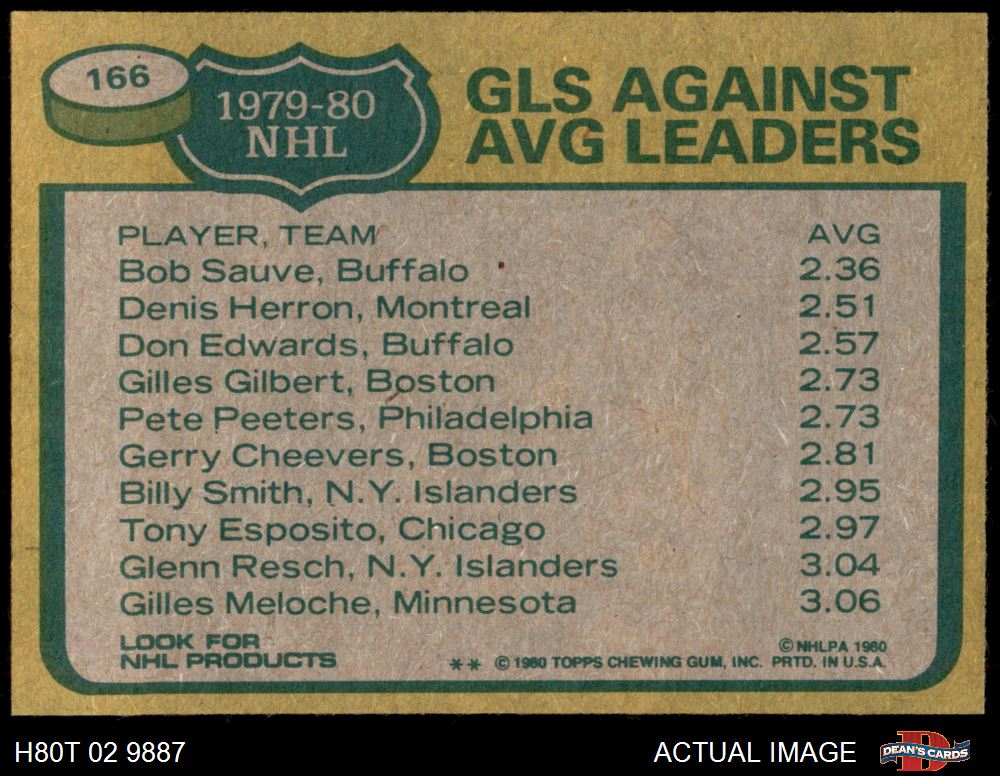 166
1979-80
NHL
GLS AGAINST
AVG LEADERS
PLAYER, TEAM AVG
Bob Sauve, Buffalo 2.36
Denis Herron, Montreal 2.51
Don Edwards, Buffalo 2.57
Gilles Gilbert, Boston 2.73
Pete Peeters, Philadelphia 2.73
Gerry Cheevers, Boston 2.81
Billy Smith, N.Y. Islanders 2.95
Tony Esposito, Chicago 2.97
Glenn Resch, N.Y. Islanders 3.04
Gilles Meloche, Minnesota 3.06
LOOK FOR
NHL PRODUCTS
© NHLPA 1980
** © 1980 TOPPS CHEWING GUM, INC. PRTD. IN U.S.A.
H80T 02 9887 ACTUAL IMAGE DEAN'S CARDS